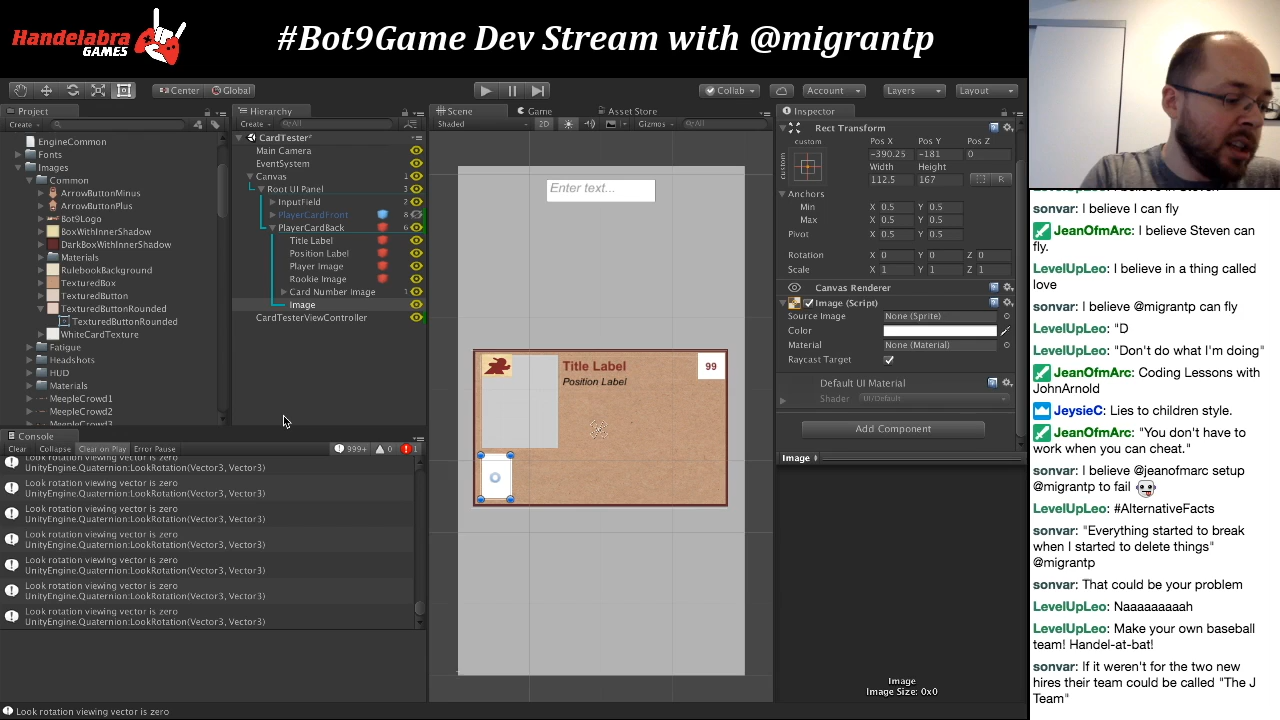 Handelabra
GAMES
#Bot9Game Dev Stream with @migrantp
Center
Global
Collab
Account
Layers
Layout
Project
Create
EngineCommon
Fonts
Images
Common
ArrowButtonMinus
ArrowButtonPlus
Bot9Logo
BoxWithInnerShadow
DarkBoxWithInnerShadow
Materials
RulebookBackground
TexturedBox
TexturedButton
TexturedButtonRounded
TexturedButtonRounded
WhiteCardTexture
Fatigue
Headshots
HUD
Materials
MeepleCrowd1
MeepleCrowd2
MeepleCrowd3
Hierarchy
Create
All
CardTester*
Main Camera
EventSystem
Canvas 1
Root UI Panel 3
InputField 2
PlayerCardFront 8
PlayerCardBack 6
Title Label
Position Label
Player Image
Rookie Image
Card Number Image 1
Image
CardTesterViewController
Scene
Game
Asset Store
Shaded
2D
Gizmos
All
Enter text...
Title Label
Position Label
99
Inspector
Rect Transform
custom
custom
Pos X Pos Y Pos Z
-390.25 -181 0
Width Height
112.5 167
R
Anchors
Min X 0.5 Y 0.5
Max X 0.5 Y 0.5
Pivot X 0.5 Y 0.5
Rotation X 0 Y 0 Z 0
Scale X 1 Y 1 Z 1
Canvas Renderer
Image (Script)
Source Image None (Sprite)
Color
Material None (Material)
Raycast Target
Default UI Material
Shader UI/Default
Add Component
Image
Image
Image Size: 0x0
Console
Clear Collapse Clear on Play Error Pause 999+ 0 1
Look rotation viewing vector is zero
UnityEngine.Quaternion:LookRotation(Vector3, Vector3)
Look rotation viewing vector is zero
UnityEngine.Quaternion:LookRotation(Vector3, Vector3)
Look rotation viewing vector is zero
UnityEngine.Quaternion:LookRotation(Vector3, Vector3)
Look rotation viewing vector is zero
UnityEngine.Quaternion:LookRotation(Vector3, Vector3)
Look rotation viewing vector is zero
UnityEngine.Quaternion:LookRotation(Vector3, Vector3)
Look rotation viewing vector is zero
UnityEngine.Quaternion:LookRotation(Vector3, Vector3)
Look rotation viewing vector is zero
UnityEngine.Quaternion:LookRotation(Vector3, Vector3)
Look rotation viewing vector is zero
sonvar: I believe I can fly
JeanOfmArc: I believe Steven can
fly.
LevelUpLeo: I believe in a thing called
love
sonvar: I believe @migrantp can fly
LevelUpLeo: "D
LevelUpLeo: "Don't do what I'm doing"
JeanOfmArc: Coding Lessons with
JohnArnold
JeysieC: Lies to children style.
JeanOfmArc: "You don't have to
work when you can cheat."
sonvar: I believe @jeanofmarc setup
@migrantp to fail
LevelUpLeo: #AlternativeFacts
sonvar: "Everything started to break
when I started to delete things"
@migrantp
sonvar: That could be your problem
LevelUpLeo: Naaaaaaaaah
LevelUpLeo: Make your own baseball
team! Handel-at-bat!
sonvar: If it weren't for the two new
hires their team could be called "The J
Team"